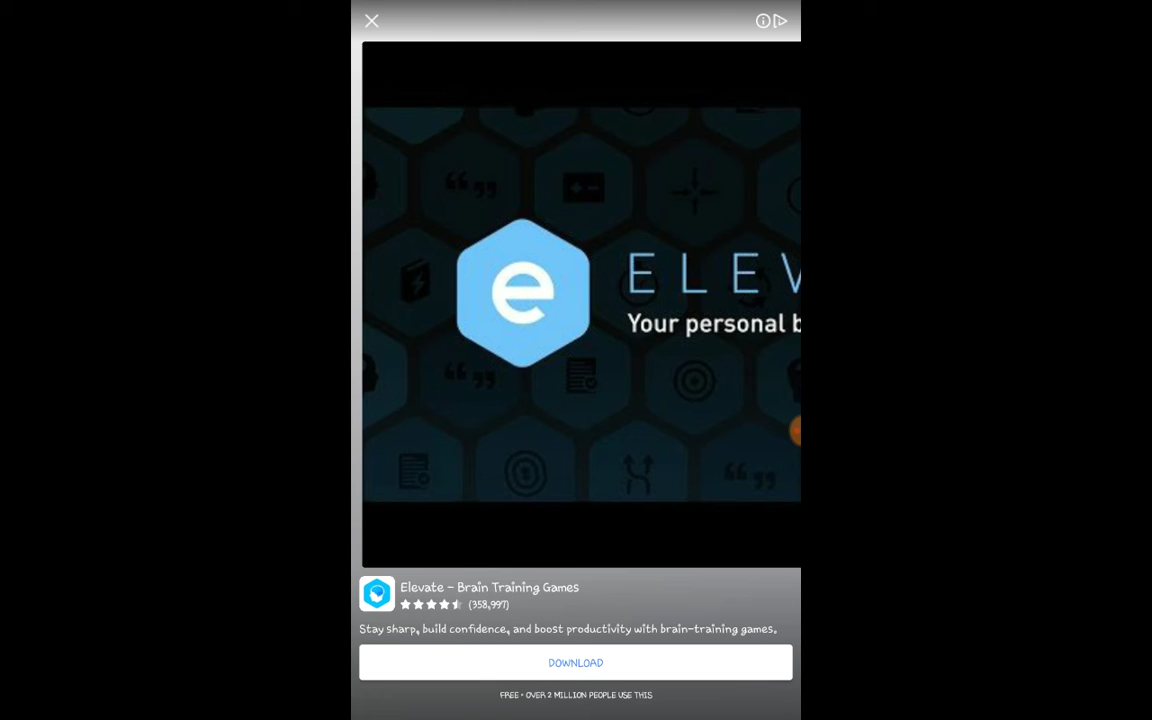 e
ELEV
Your personal b
Elevate – Brain Training Games
(358,997)
Stay sharp, build confidence, and boost productivity with brain-training games.
DOWNLOAD
FREE • OVER 2 MILLION PEOPLE USE THIS